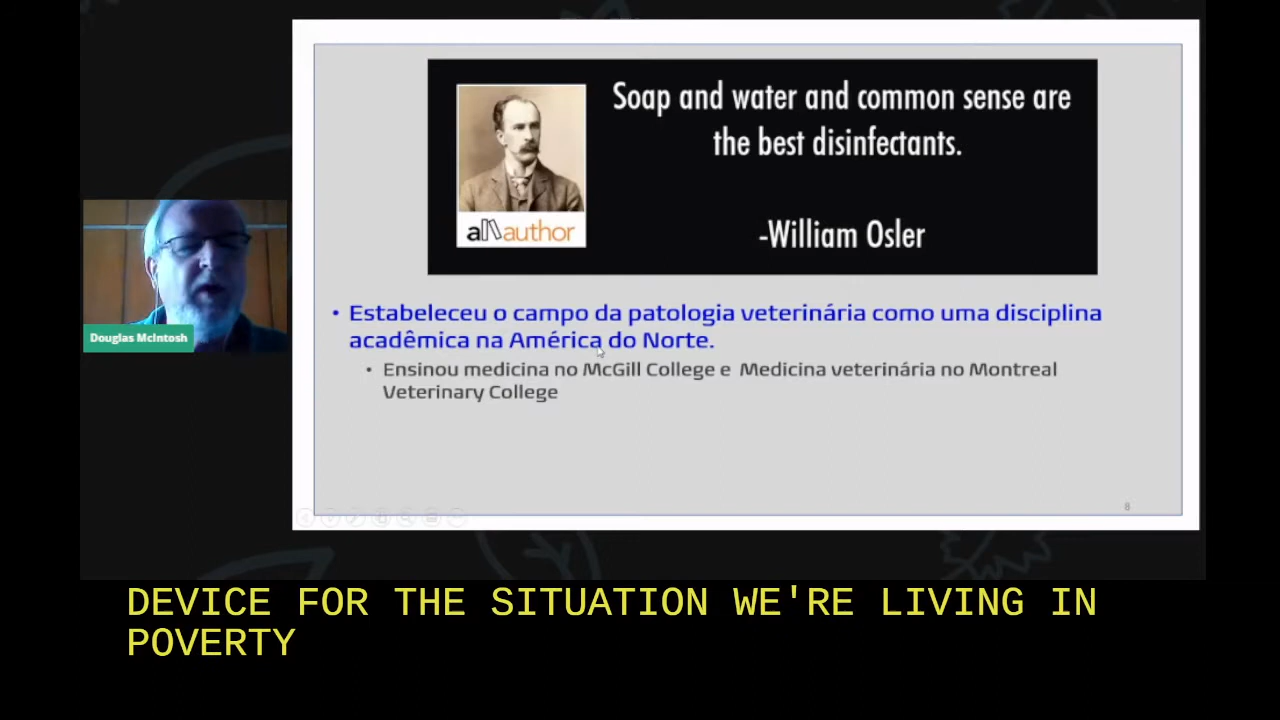 Soap and water and common sense are
the best disinfectants.
-William Osler
allauthor
• Estabeleceu o campo da patologia veterinária como uma disciplina
acadêmica na América do Norte.
• Ensinou medicina no McGill College e Medicina veterinária no Montreal
Veterinary College
Douglas McIntosh
8
DEVICE FOR THE SITUATION WE'RE LIVING IN
POVERTY